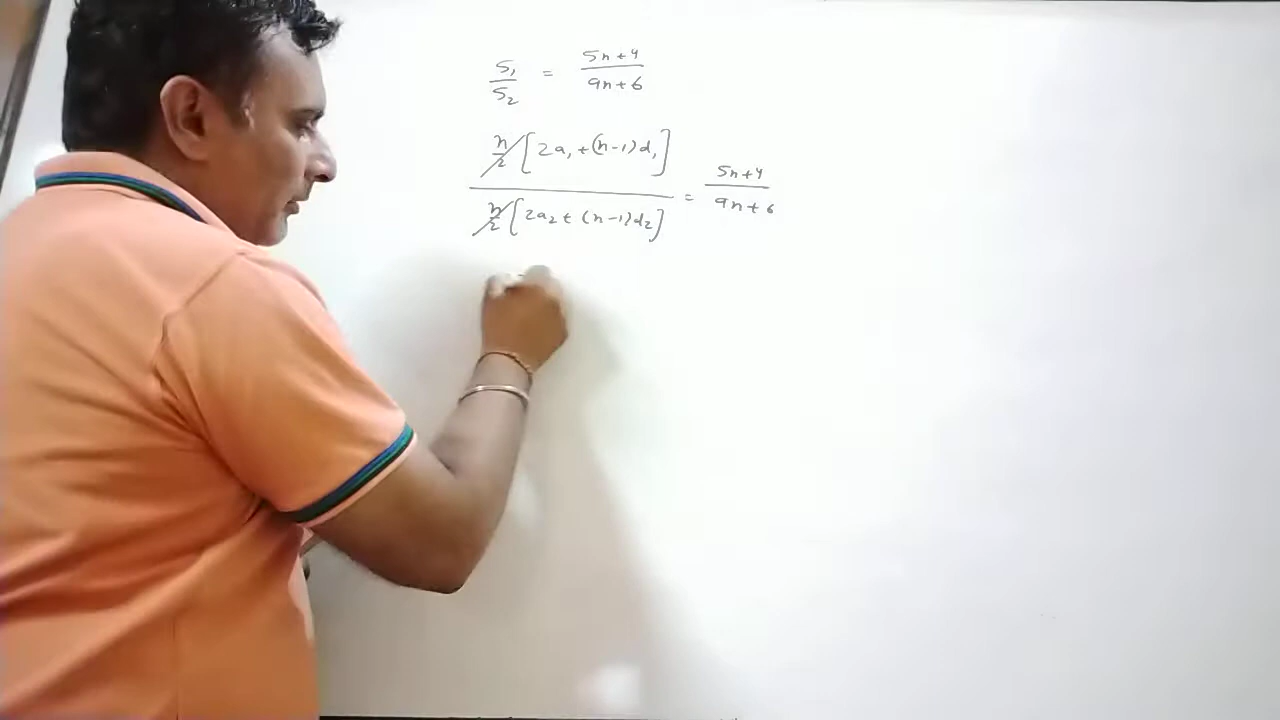 S₁/S₂ = (5n+4)/(9n+6)
n/2 [2a₁ + (n-1)d₁] / n/2 [2a₂ + (n-1)d₂] = (5n+4)/(9n+6)